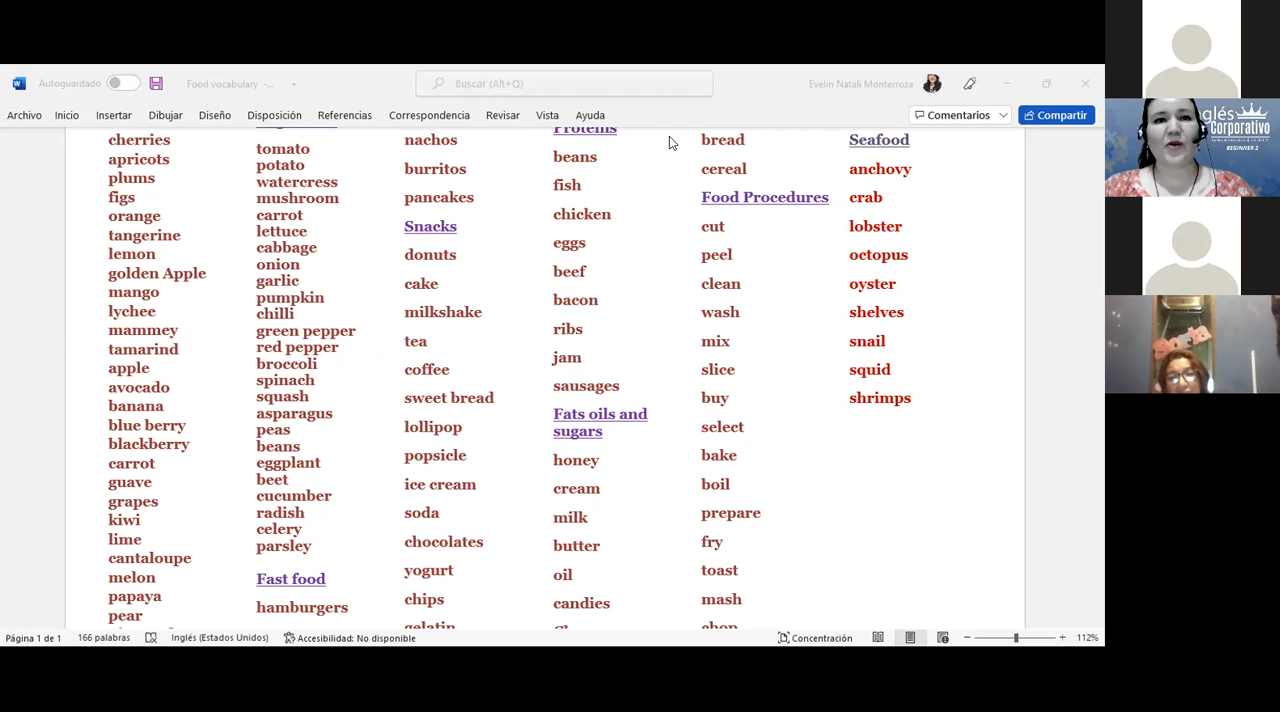 Autoguardado
Food vocabulary -...
Buscar (Alt+Q)
Evelin Natali Monterroza
Archivo
Inicio
Insertar
Dibujar
Diseño
Disposición
Referencias
Correspondencia
Revisar
Vista
Ayuda
Comentarios
Compartir
cherries
apricots
plums
figs
orange
tangerine
lemon
golden Apple
mango
lychee
mammey
tamarind
apple
avocado
banana
blue berry
blackberry
carrot
guave
grapes
kiwi
lime
cantaloupe
melon
papaya
pear
tomato
potato
watercress
mushroom
carrot
lettuce
cabbage
onion
garlic
pumpkin
chilli
green pepper
red pepper
broccoli
spinach
squash
asparagus
peas
beans
eggplant
beet
cucumber
radish
celery
parsley
Fast food
hamburgers
nachos
burritos
pancakes
Snacks
donuts
cake
milkshake
tea
coffee
sweet bread
lollipop
popsicle
ice cream
soda
chocolates
yogurt
chips
gelatin
Proteins
beans
fish
chicken
eggs
beef
bacon
ribs
jam
sausages
Fats oils and
sugars
honey
cream
milk
butter
oil
candies
bread
cereal
Food Procedures
cut
peel
clean
wash
mix
slice
buy
select
bake
boil
prepare
fry
toast
mash
chop
Seafood
anchovy
crab
lobster
octopus
oyster
shelves
snail
squid
shrimps
Página 1 de 1
166 palabras
Inglés (Estados Unidos)
Accesibilidad: No disponible
Concentración
112%
glés
Corporativo
BEGINNER 2